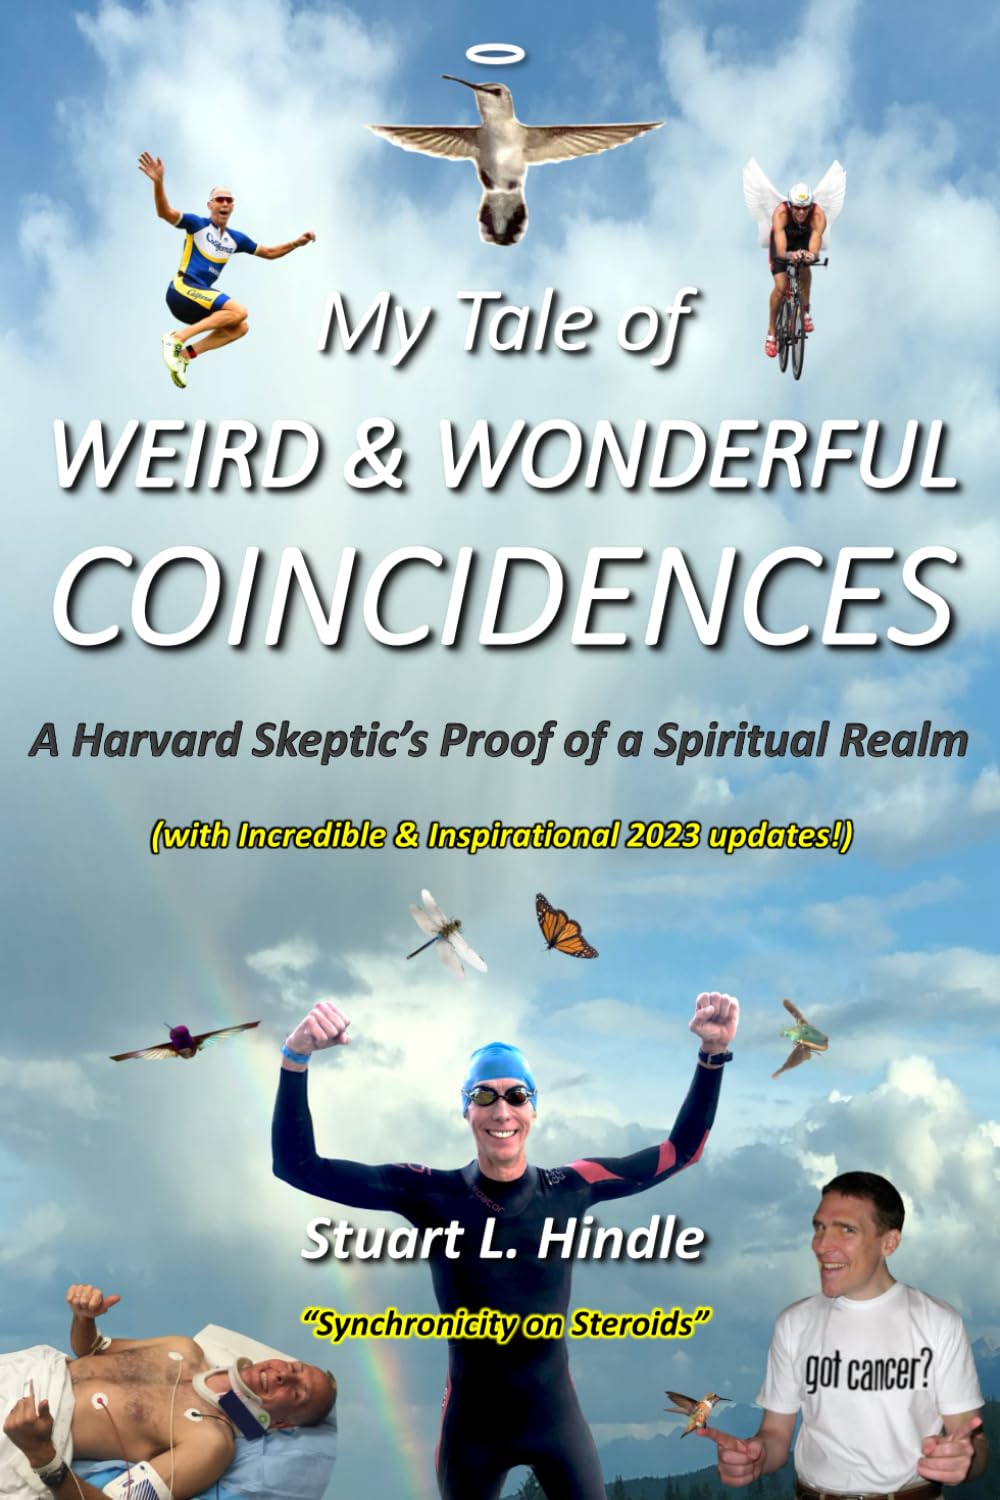 My Tale of
WEIRD & WONDERFUL
COINCIDENCES
A Harvard Skeptic's Proof of a Spiritual Realm
(with Incredible & Inspirational 2023 updates!)
Stuart L. Hindle
"Synchronicity on Steroids"
got cancer?
California